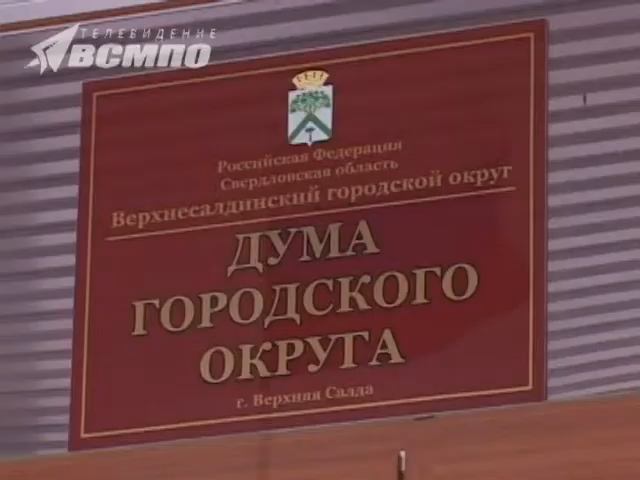 ТЕЛЕВИДЕНИЕ
ВСМПО
Российская Федерация
Свердловская область
Верхнесалдинский городской округ
ДУМА
ГОРОДСКОГО
ОКРУГА
г. Верхняя Салда